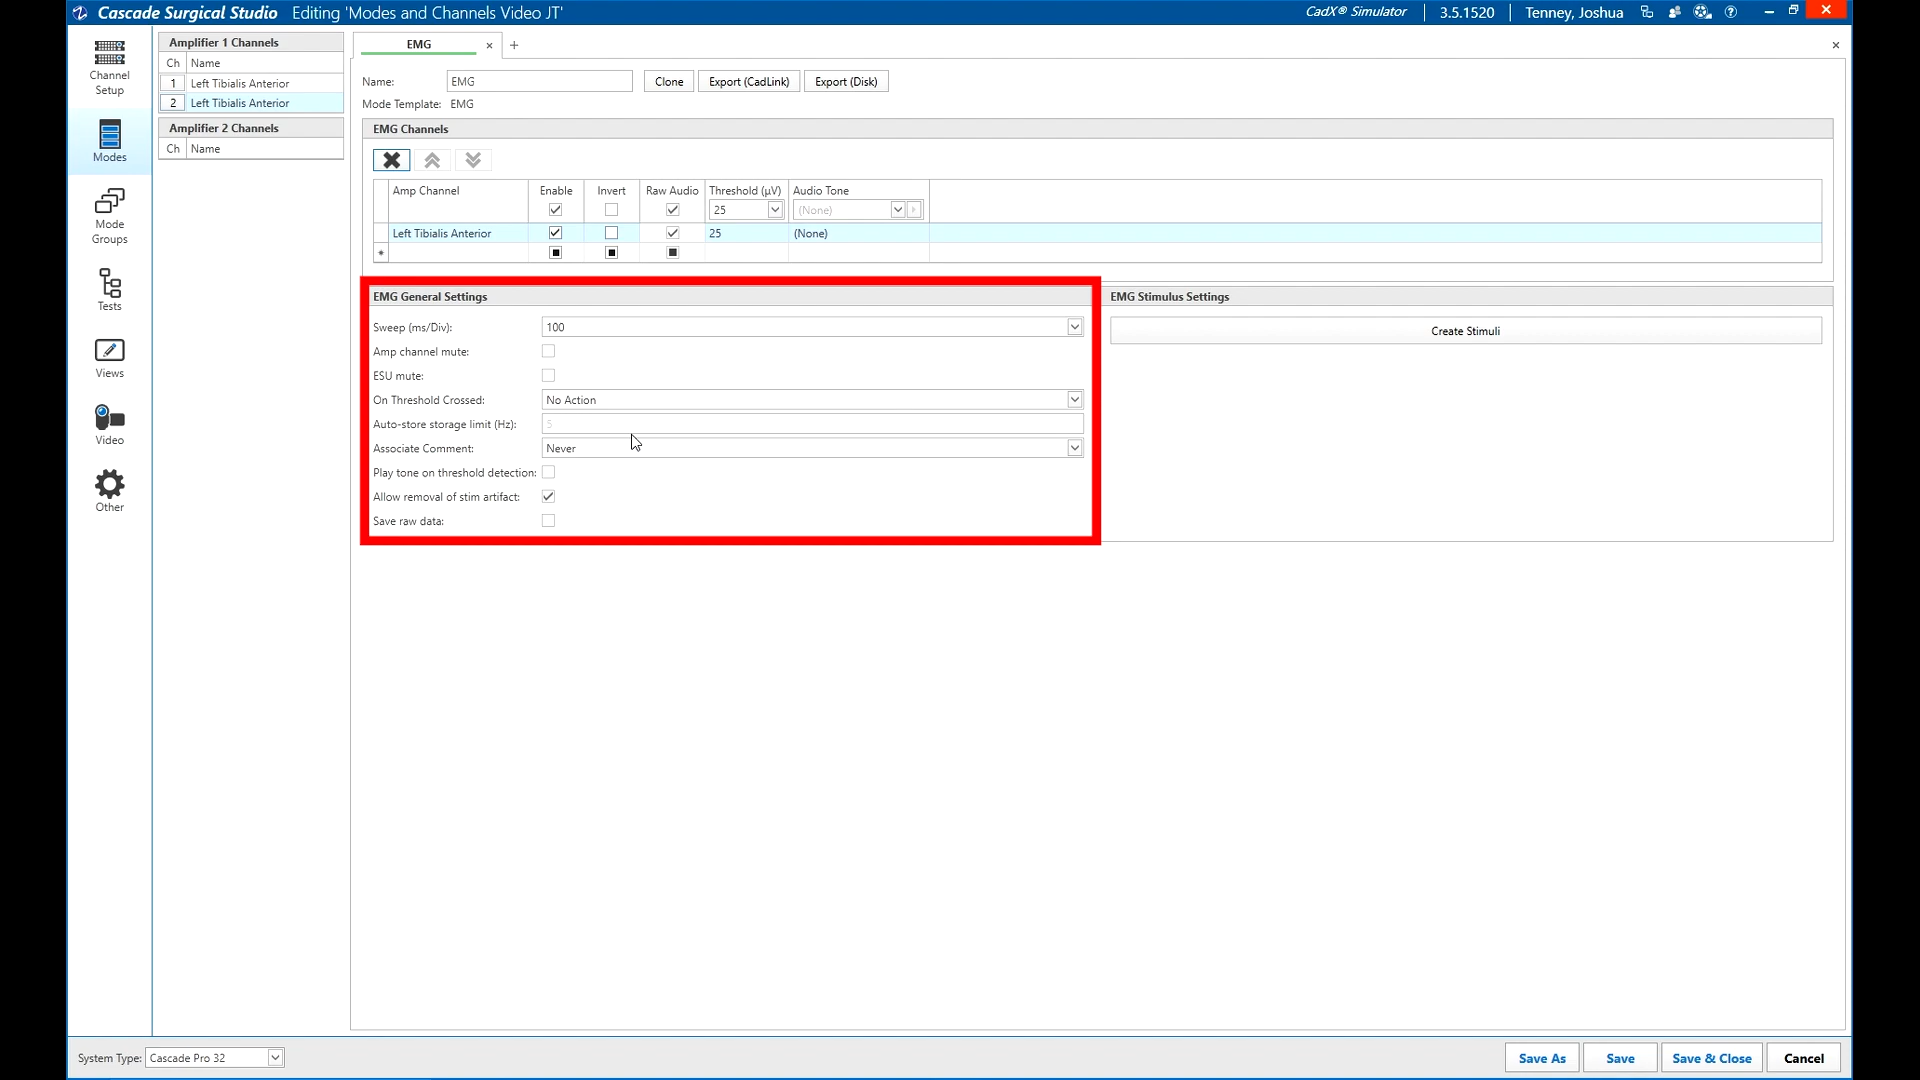 Cascade Surgical Studio Editing 'Modes and Channels Video JT' CadX® Simulator 3.5.1520 Tenney, Joshua
Channel Setup
Modes
Mode Groups
Tests
Views
Video
Other
Amplifier 1 Channels
Ch Name
1 Left Tibialis Anterior
2 Left Tibialis Anterior
Amplifier 2 Channels
Ch Name
EMG
Name: EMG Clone Export (CadLink) Export (Disk)
Mode Template: EMG
EMG Channels
Amp Channel Enable Invert Raw Audio Threshold (µV) Audio Tone
25 (None)
Left Tibialis Anterior 25 (None)
EMG General Settings
Sweep (ms/Div): 100
Amp channel mute:
ESU mute:
On Threshold Crossed: No Action
Auto-store storage limit (Hz): 5
Associate Comment: Never
Play tone on threshold detection:
Allow removal of stim artifact:
Save raw data:
EMG Stimulus Settings
Create Stimuli
System Type: Cascade Pro 32
Save As Save Save & Close Cancel